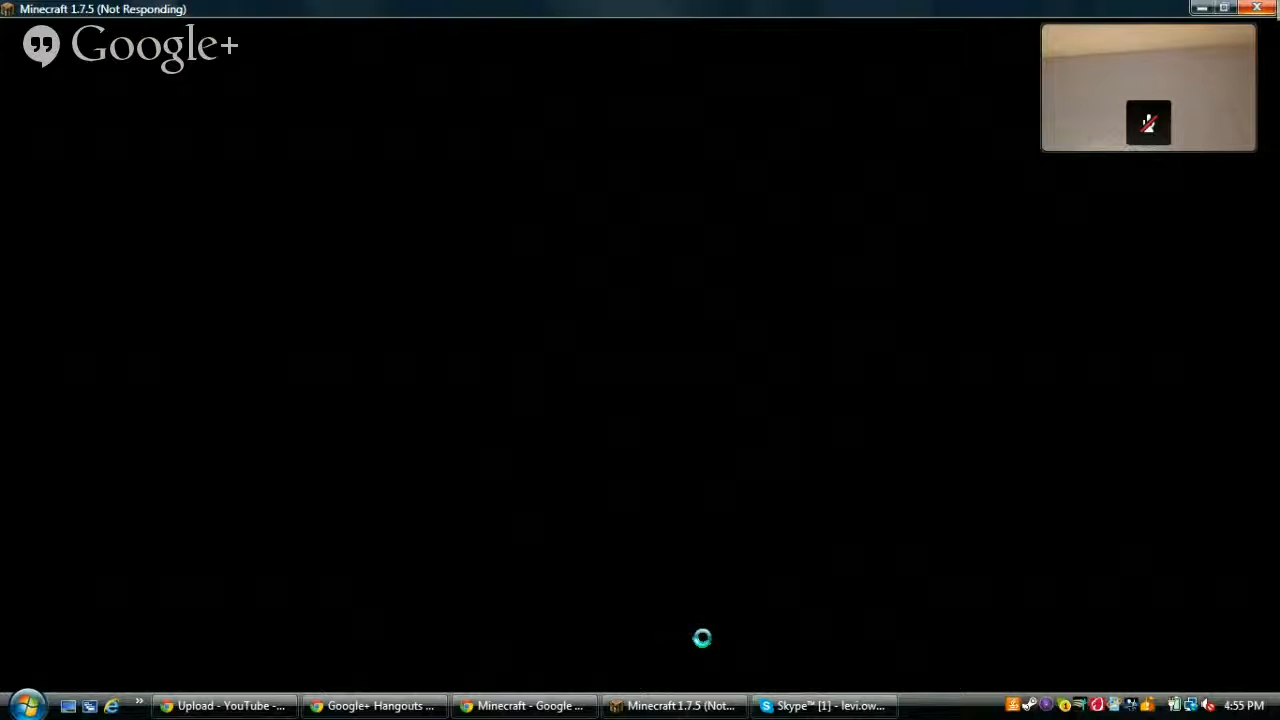 Minecraft 1.7.5 (Not Responding)
Google+
Upload - YouTube -...
Google+ Hangouts ...
Minecraft - Google ...
Minecraft 1.7.5 (Not...
Skype™ [1] - levi.ow...
4:55 PM